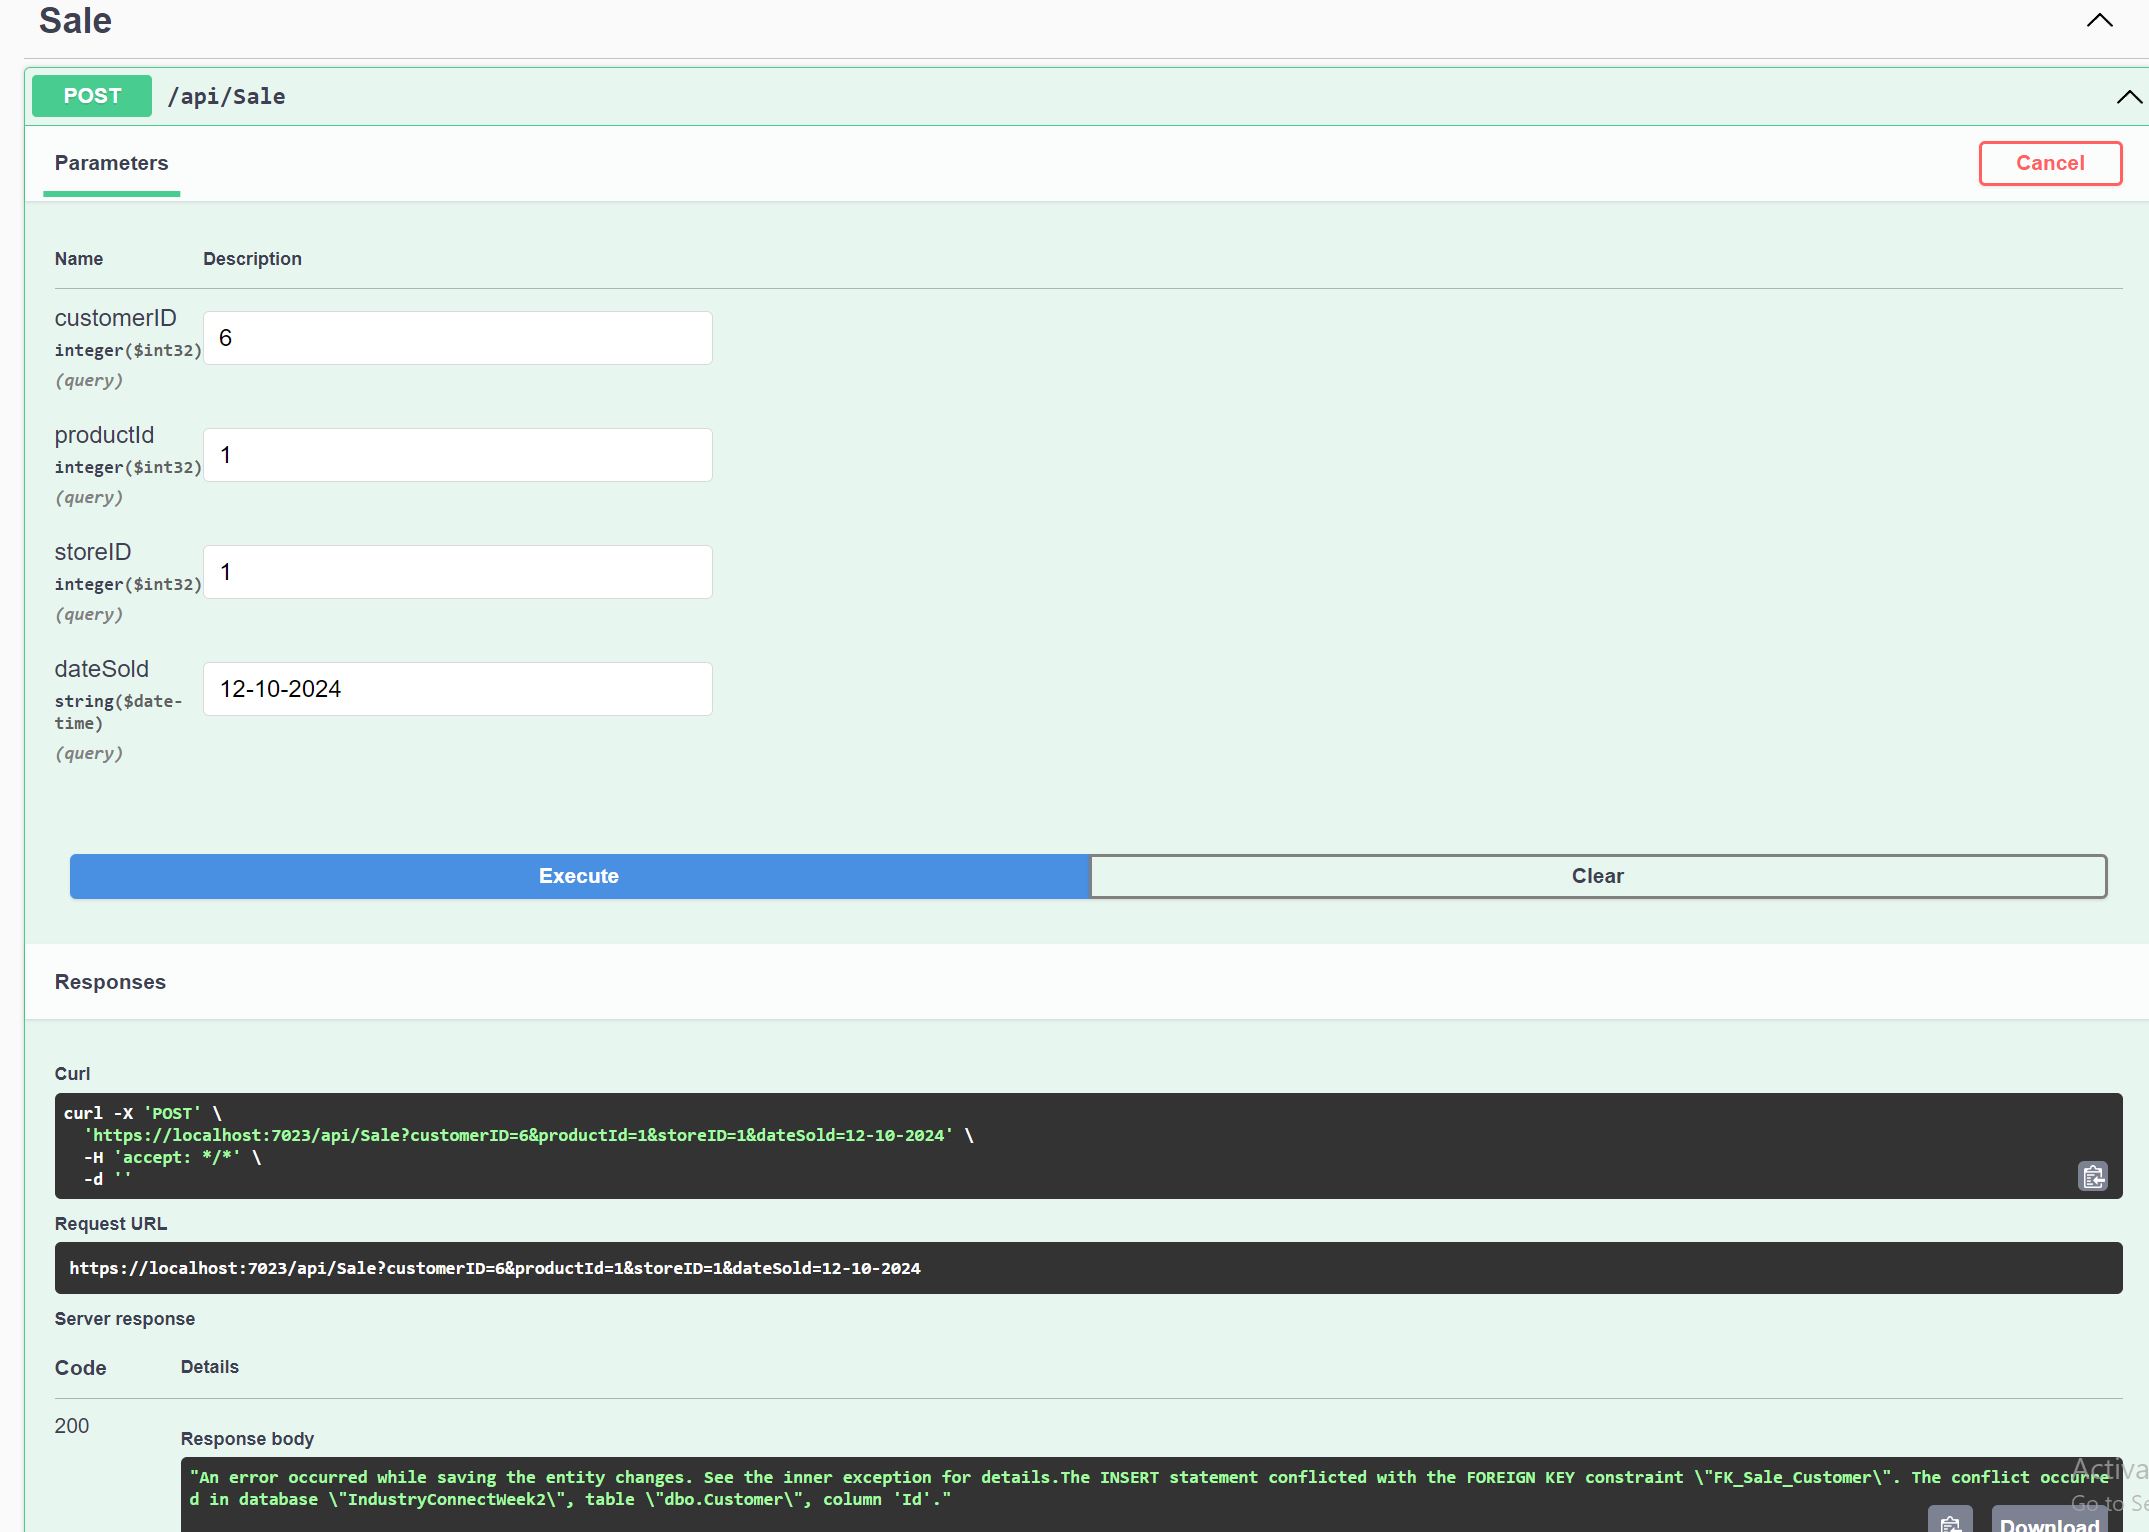 Sale
POST /api/Sale
Parameters
Cancel
Name Description
customerID
integer($int32)
(query)
6
productId
integer($int32)
(query)
1
storeID
integer($int32)
(query)
1
dateSold
string($date-
time)
(query)
12-10-2024
Execute Clear
Responses
Curl
curl -X 'POST' \
'https://localhost:7023/api/Sale?customerID=6&productId=1&storeID=1&dateSold=12-10-2024' \
-H 'accept: */*' \
-d ''
Request URL
https://localhost:7023/api/Sale?customerID=6&productId=1&storeID=1&dateSold=12-10-2024
Server response
Code Details
200
Response body
"An error occurred while saving the entity changes. See the inner exception for details.The INSERT statement conflicted with the FOREIGN KEY constraint \"FK_Sale_Customer\". The conflict occurre
d in database \"IndustryConnectWeek2\", table \"dbo.Customer\", column 'Id'."
Activa
Go to Se
Download